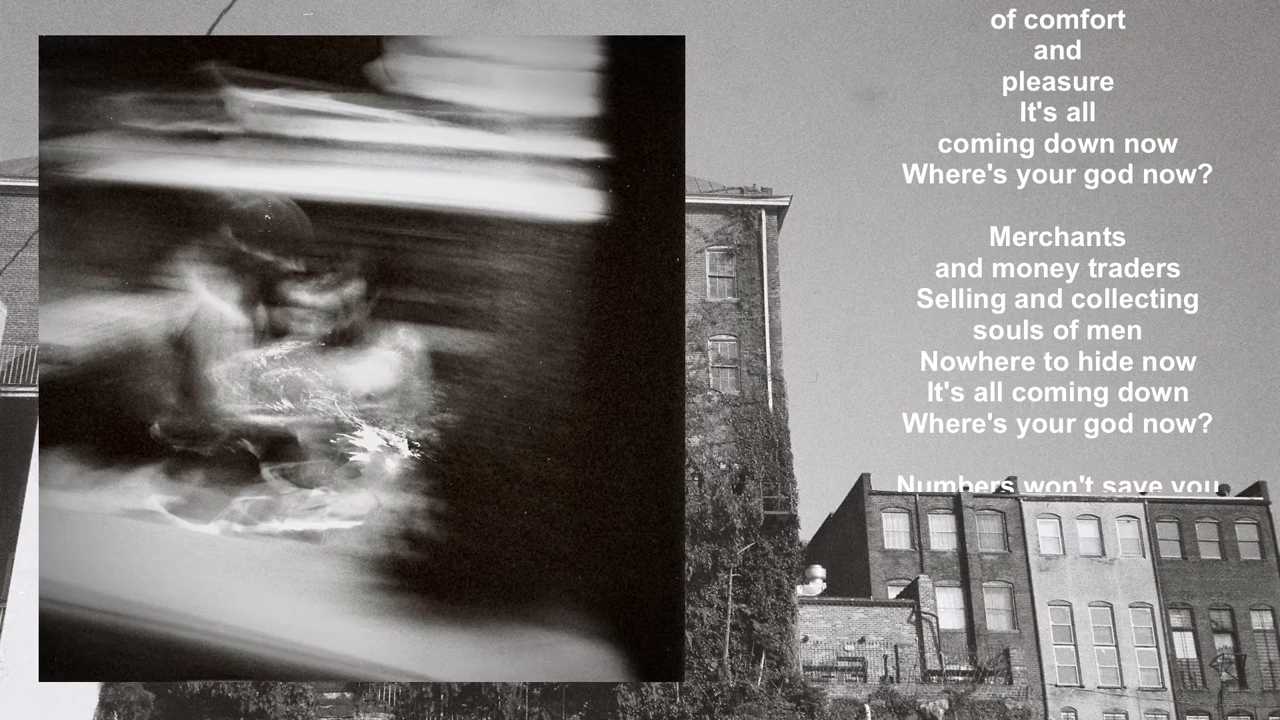 of comfort
and
pleasure
It's all
coming down now
Where's your god now?
Merchants
and money traders
Selling and collecting
souls of men
Nowhere to hide now
It's all coming down
Where's your god now?
Numbers won't save you